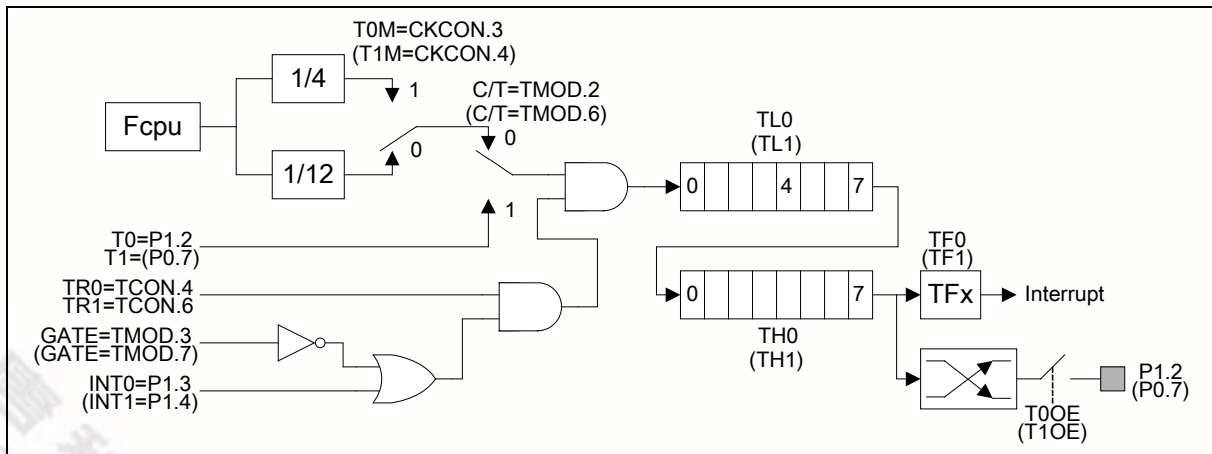 T0M=CKCON.3
(T1M=CKCON.4)
1/4
1
C/T=TMOD.2
(C/T=TMOD.6)
Fcpu
0
0
TL0
(TL1)
1/12
0 4 7
1
T0=P1.2
T1=(P0.7)
TF0
(TF1)
TR0=TCON.4
TR1=TCON.6
0 7
TFx
Interrupt
GATE=TMOD.3
(GATE=TMOD.7)
TH0
(TH1)
INT0=P1.3
(INT1=P1.4)
P1.2
(P0.7)
T0OE
(T1OE)